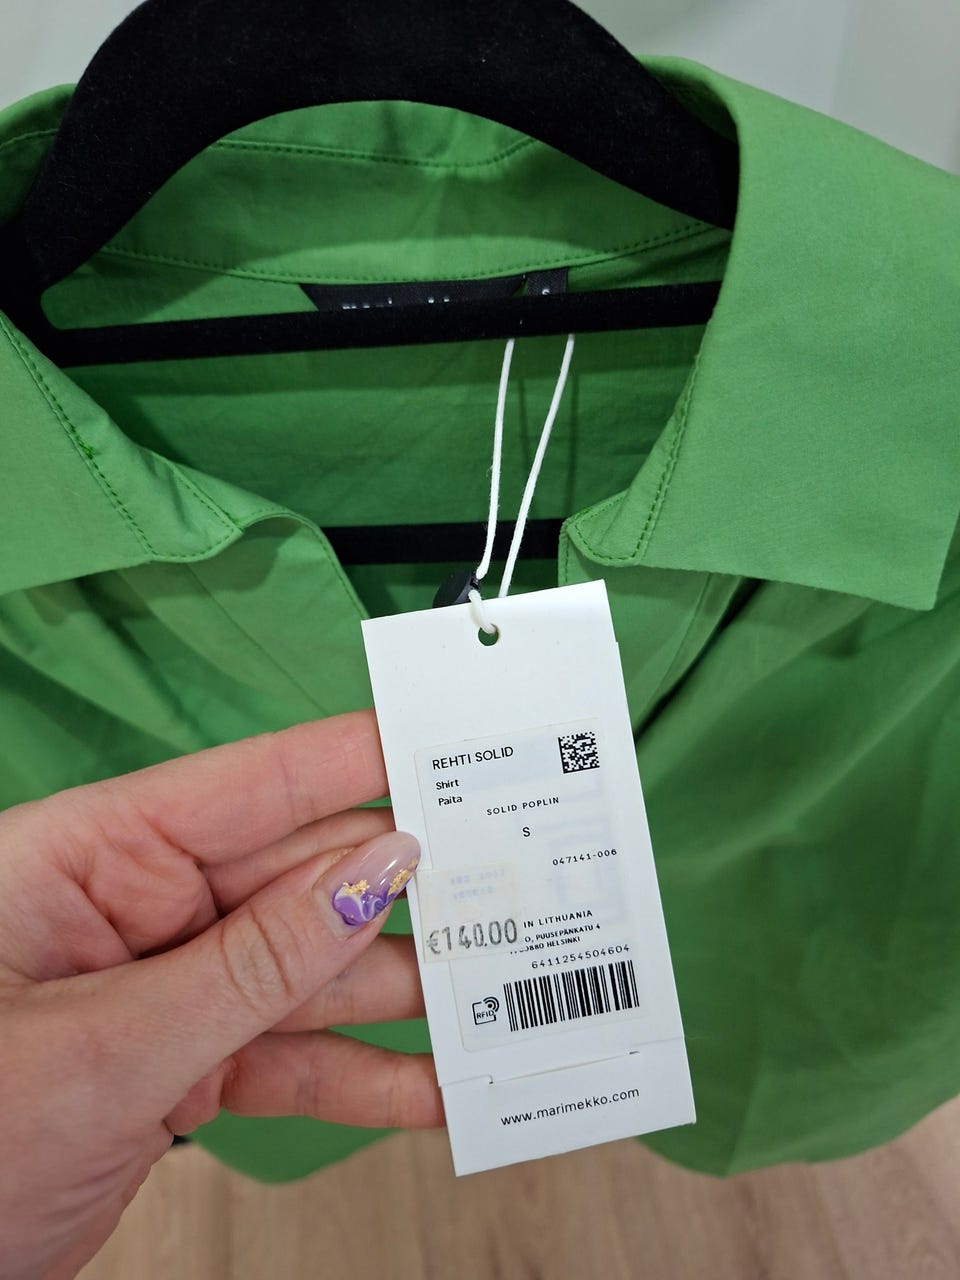 S
REHTI SOLID
Shirt
Paita
SOLID POPLIN
S
047141-006
€140.00
IN LITHUANIA
O, PUUSEPÄNKATU 4
HELSINKI
6411254504604
RFID
www.marimekko.com